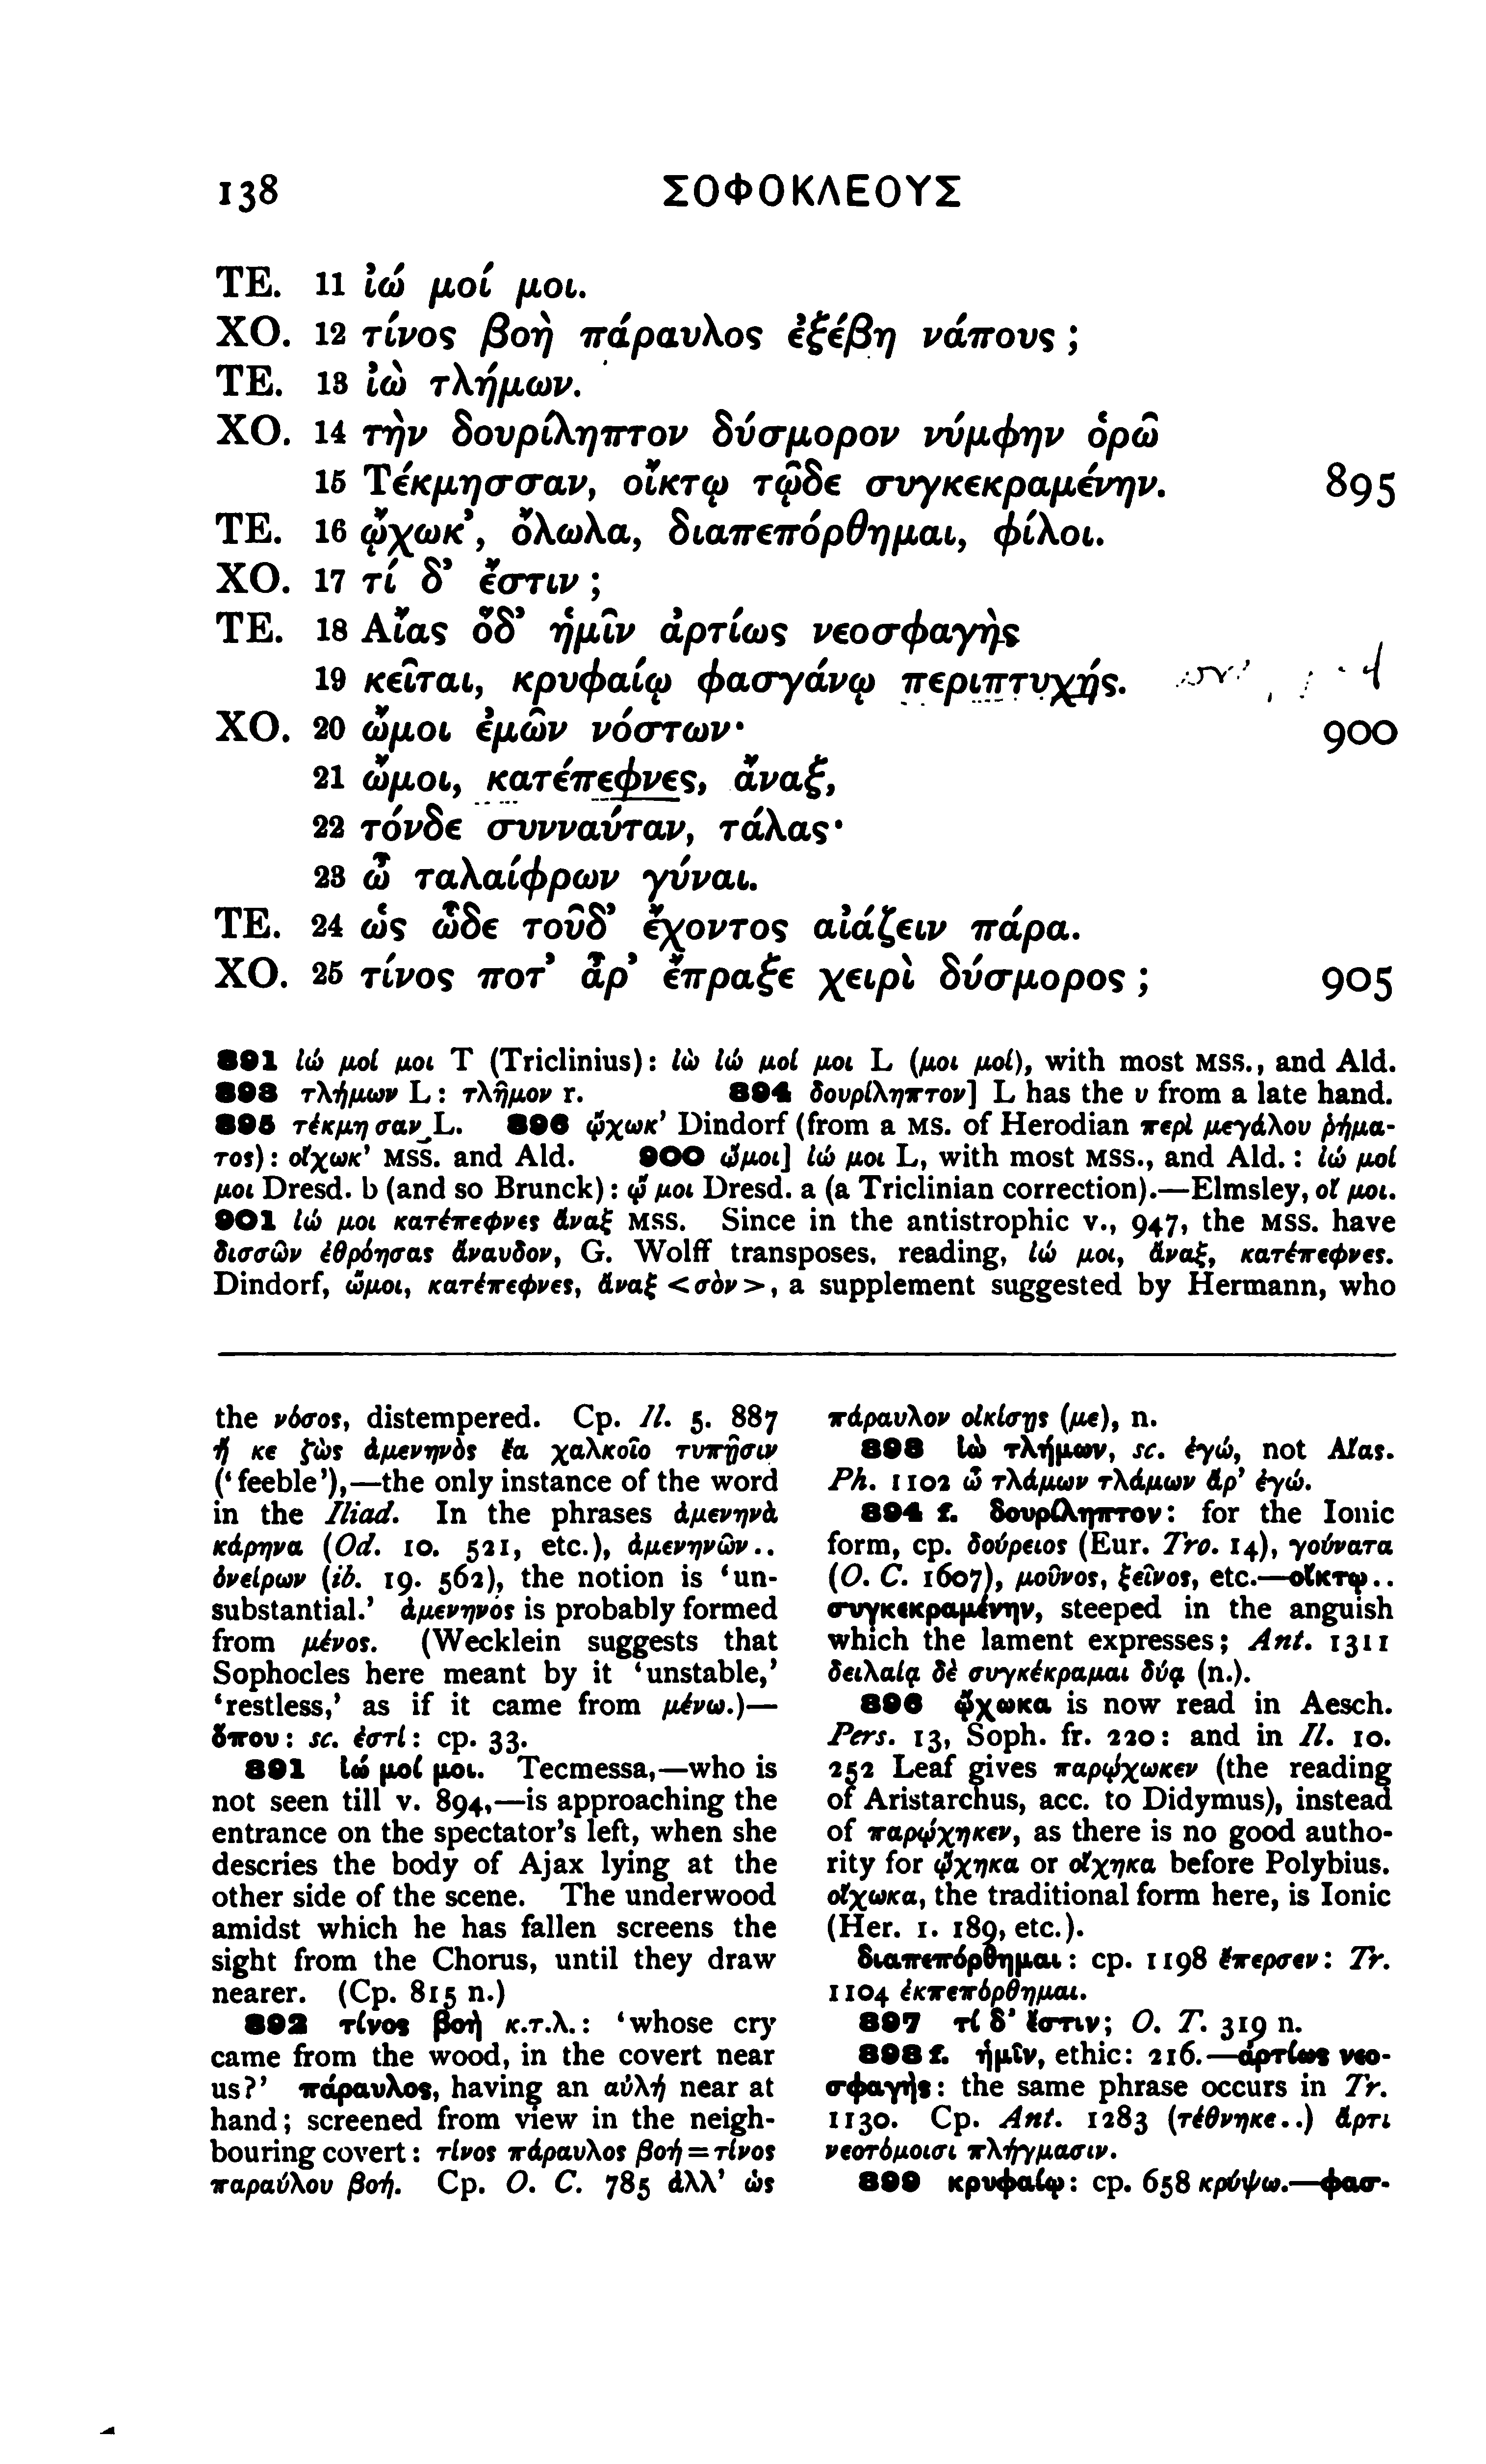 138
ΣΟΦΟΚΛΕΟΥΣ
ΤΕ. 11 ἰώ μοί μοι.
ΧΟ. 12 τίνος βοὴ πάραυλος ἐξέβη νάπους ;
ΤΕ. 13 ἰὼ τλήμων.
ΧΟ. 14 τὴν δουρίληπτον δύσμορον νύμφην ὁρῶ
15 Τέκμησσαν, οἴκτῳ τῷδε συγκεκραμένην. 895
ΤΕ. 16 ᾤχωκ’, ὄλωλα, διαπεπόρθημαι, φίλοι.
ΧΟ. 17 τί δ’ ἔστιν ;
ΤΕ. 18 Αἴας ὅδ’ ἡμῖν ἀρτίως νεοσφαγὴς
19 κεῖται, κρυφαίῳ φασγάνῳ περιπτυχής.
ΧΟ. 20 ὤμοι ἐμῶν νόστων· 900
21 ὤμοι, κατέπεφνες, ἄναξ,
22 τόνδε συνναύταν, τάλας·
23 ὦ ταλαίφρων γύναι.
ΤΕ. 24 ὡς ὧδε τοῦδ’ ἔχοντος αἰάζειν πάρα.
ΧΟ. 25 τίνος ποτ’ ἆρ’ ἔπραξε χειρὶ δύσμορος ; 905
891 ἰώ μοί μοι T (Triclinius): ἰὼ ἰώ μοί μοι L (μοι μοί), with most MSS., and Ald.
893 τλήμων L: τλῆμον r. 894 δουρίληπτον] L has the υ from a late hand.
895 τέκμη σαν L. 896 ᾤχωκ’ Dindorf (from a MS. of Herodian περὶ μεγάλου ῥήμα-
τος): οἴχωκ’ MSS. and Ald. 900 ὤμοι] ἰώ μοι L, with most MSS., and Ald.: ἰώ μοί
μοι Dresd. b (and so Brunck): ᾤ μοι Dresd. a (a Triclinian correction).—Elmsley, οἴ μοι.
901 ἰώ μοι κατέπεφνες ἄναξ MSS. Since in the antistrophic v., 947, the MSS. have
δισσῶν ἐθρόησας ἄναυδον, G. Wolff transposes, reading, ἰώ μοι, ἄναξ, κατέπεφνες.
Dindorf, ὤμοι, κατέπεφνες, ἄναξ <σὸν>, a supplement suggested by Hermann, who
the νόσος, distempered. Cp. Il. 5. 887
ἤ κε ζὼς ἀμενηνὸς ἔα χαλκοῖο τυπῇσιν
(‘feeble’),—the only instance of the word
in the Iliad. In the phrases ἀμενηνὰ
κάρηνα (Od. 10. 521, etc.), ἀμενηνῶν..
ὀνείρων (ib. 19. 562), the notion is ‘un-
substantial.’ ἀμενηνός is probably formed
from μένος. (Wecklein suggests that
Sophocles here meant by it ‘unstable,’
‘restless,’ as if it came from μένω.)—
ὅπου: sc. ἐστί: cp. 33.
891 ἰώ μοί μοι. Tecmessa,—who is
not seen till v. 894,—is approaching the
entrance on the spectator’s left, when she
descries the body of Ajax lying at the
other side of the scene. The underwood
amidst which he has fallen screens the
sight from the Chorus, until they draw
nearer. (Cp. 815 n.)
892 τίνος βοὴ κ.τ.λ.: ‘whose cry
came from the wood, in the covert near
us?’ πάραυλος, having an αὐλή near at
hand; screened from view in the neigh-
bouring covert: τίνος πάραυλος βοή=τίνος
παραύλου βοή. Cp. O. C. 785 ἀλλ’ ὡς
πάραυλον οἰκίσῃς (με), n.
893 ἰὼ τλήμων, sc. ἐγώ, not Αἴας.
Ph. 1102 ὦ τλάμων τλάμων ἄρ’ ἐγώ.
894 f. δουρίληπτον: for the Ionic
form, cp. δούρειος (Eur. Tro. 14), γούνατα
(O. C. 1607), μοῦνος, ξεῖνος, etc.—οἴκτῳ..
συγκεκραμένην, steeped in the anguish
which the lament expresses; Ant. 1311
δειλαίᾳ δὲ συγκέκραμαι δύᾳ (n.).
896 ᾤχωκα is now read in Aesch.
Pers. 13, Soph. fr. 220: and in Il. 10.
252 Leaf gives παρῴχωκεν (the reading
of Aristarchus, acc. to Didymus), instead
of παρῴχηκεν, as there is no good autho-
rity for ᾤχηκα or οἴχηκα before Polybius.
οἴχωκα, the traditional form here, is Ionic
(Her. 1. 189, etc.).
διαπεπόρθημαι: cp. 1198 ἔπερσεν: Tr.
1104 ἐκπεπόρθημαι.
897 τί δ’ ἔστιν; O. T. 319 n.
898 f. ἡμῖν, ethic: 216.—ἀρτίως νεο-
σφαγής: the same phrase occurs in Tr.
1130. Cp. Ant. 1283 (τέθνηκε..) ἄρτι
νεοτόμοισι πλήγμασιν.
899 κρυφαίῳ: cp. 658 κρύψω.—φασ-